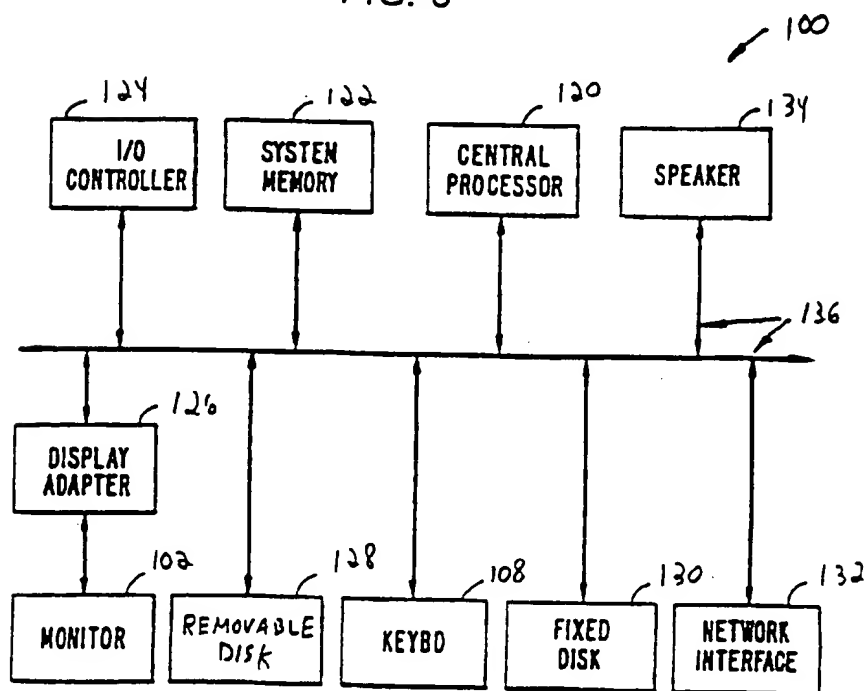 100
124
122
120
134
I/O
CONTROLLER
SYSTEM
MEMORY
CENTRAL
PROCESSOR
SPEAKER
136
126
DISPLAY
ADAPTER
102
128
108
130
132
MONITOR
REMOVABLE
DISK
KEYBD
FIXED
DISK
NETWORK
INTERFACE